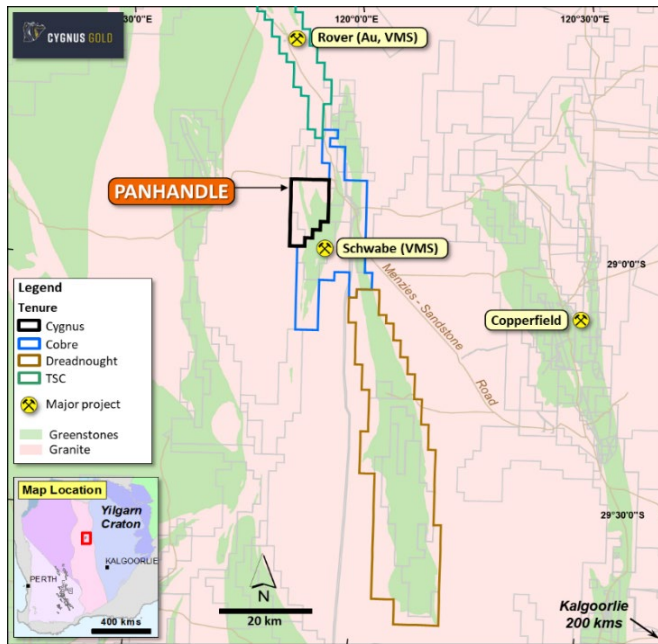 CYGNUS GOLD
30'0"E
120°0'0"E
120°30'0"E
Rover (Au, VMS)
PANHANDLE
Schwabe (VMS)
29°0'0"S
Copperfield
Menzies - Sandstone Road
Legend
Tenure
Cygnus
Cobre
Dreadnought
TSC
Major project
Greenstones
Granite
Map Location
Yilgarn
Craton
KALGOORLIE
PERTH
400 kms
N
20 km
29°30'0"S
Kalgoorlie
200 kms